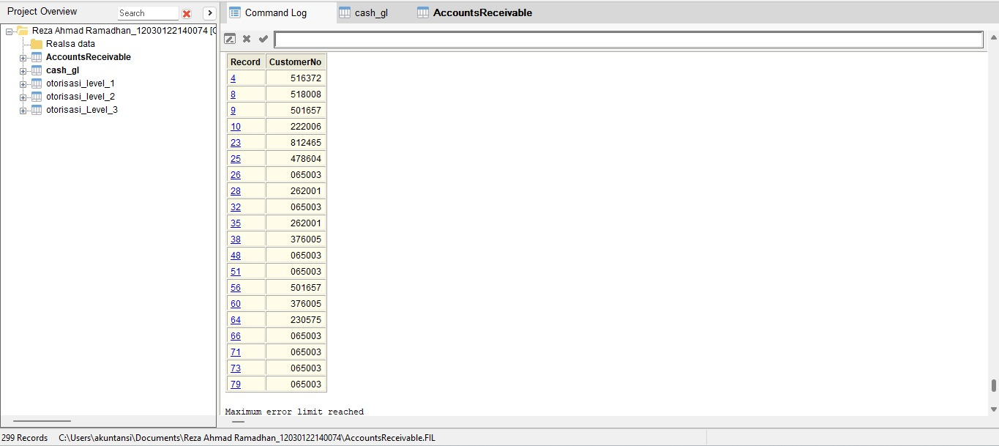 Project Overview
Search
Reza Ahmad Ramadhan_12030122140074 [C
Realsa data
AccountsReceivable
cash_gl
otorisasi_level_1
otorisasi_level_2
otorisasi_Level_3
Command Log
cash_gl
AccountsReceivable
Record CustomerNo
4 516372
8 518008
9 501657
10 222006
23 812465
25 478604
26 065003
28 262001
32 065003
35 262001
38 376005
48 065003
51 065003
56 501657
60 376005
64 230575
66 065003
71 065003
73 065003
79 065003
Maximum error limit reached
299 Records C:\Users\akuntansi\Documents\Reza Ahmad Ramadhan_12030122140074\AccountsReceivable.FIL